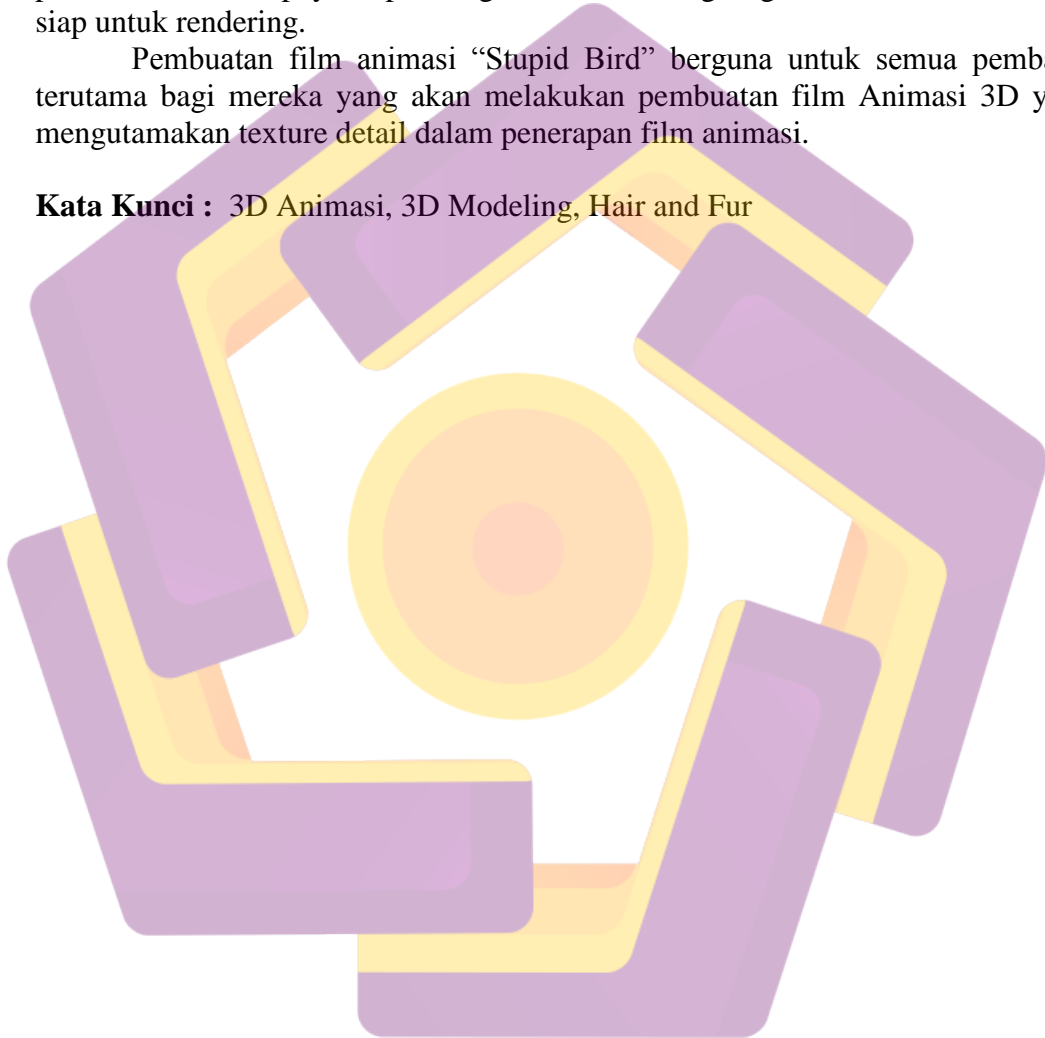 siap untuk rendering.
Pembuatan film animasi “Stupid Bird” berguna untuk semua
terutama bagi mereka yang akan melakukan pembuatan film Animasi 3D
mengutamakan texture detail dalam penerapan film animasi.
Kata Kunci : 3D Animasi, 3D Modeling, Hair and Fur